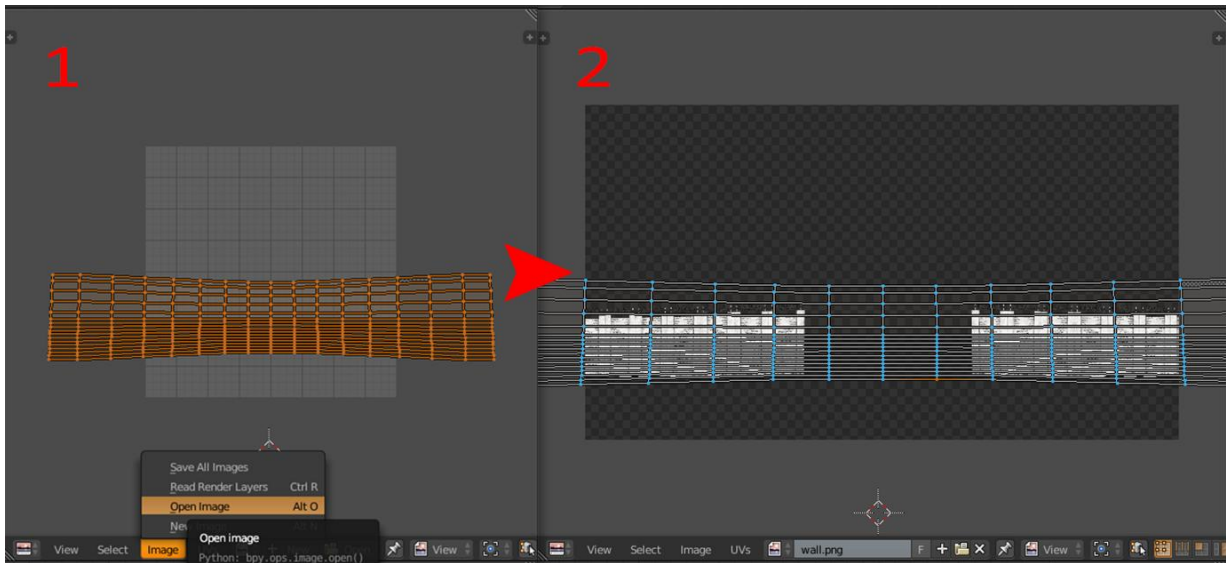 1
2
Save All Images
Read Render Layers Ctrl R
Open Image Alt O
Open image
Python: bpy.ops.image.open()
View Select Image View
View Select Image UVs wall.png F View